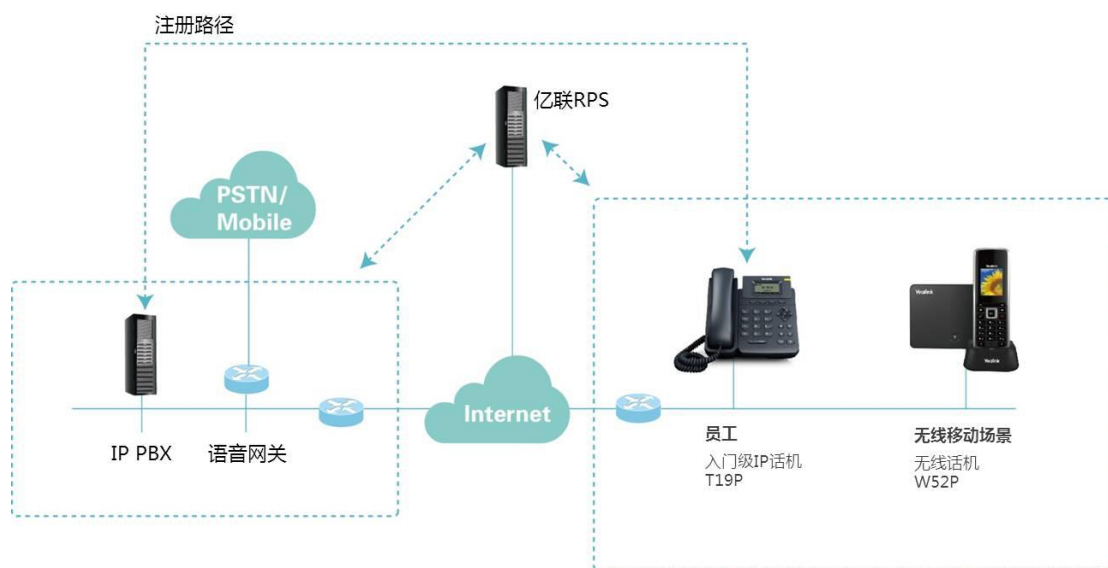 注册路径
亿联RPS
PSTN/
Mobile
Yealink
Yealink
Internet
IP PBX
语音网关
员工
入门级IP话机
T19P
无线移动场景
无线话机
W52P